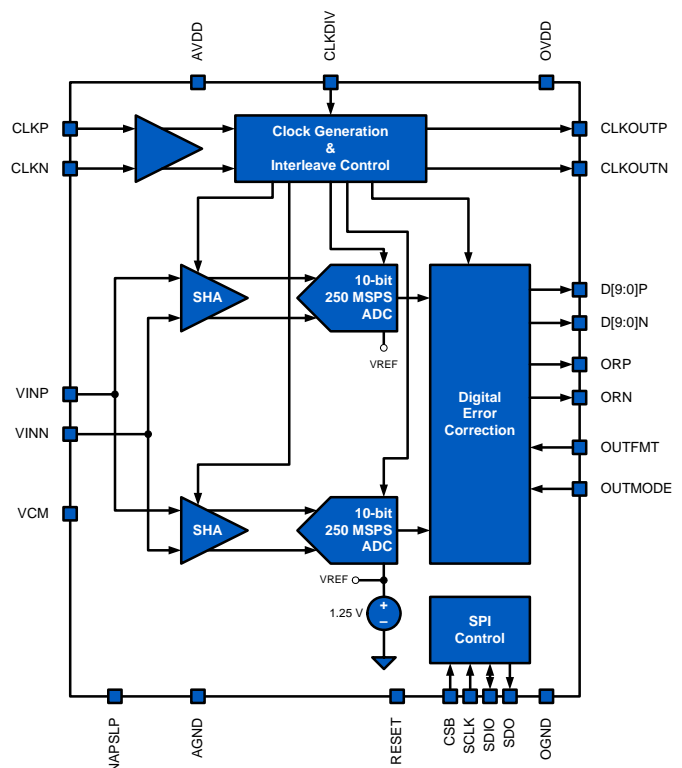 AVDD
CLKDIV
OVDD
CLKP
CLKN
Clock Generation
&
Interleave Control
CLKOUTP
CLKOUTN
SHA
10-bit
250 MSPS
ADC
VREF
D[9:0]P
D[9:0]N
ORP
ORN
OUTFMT
OUTMODE
Digital
Error
Correction
VINP
VINN
VCM
SHA
10-bit
250 MSPS
ADC
VREF
1.25 V
+
–
SPI
Control
NAPSLP
AGND
RESET
CSB
SCLK
SDIO
SDO
OGND